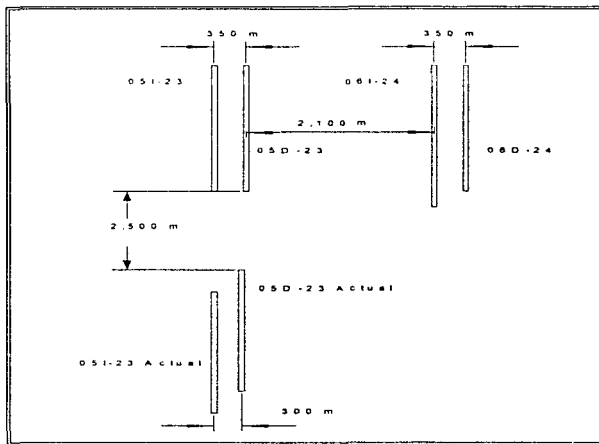 350 m
350 m
05I-23
06I-24
2,100 m
05D-23
06D-24
2,500 m
05D-23 Actual
05I-23 Actual
300 m